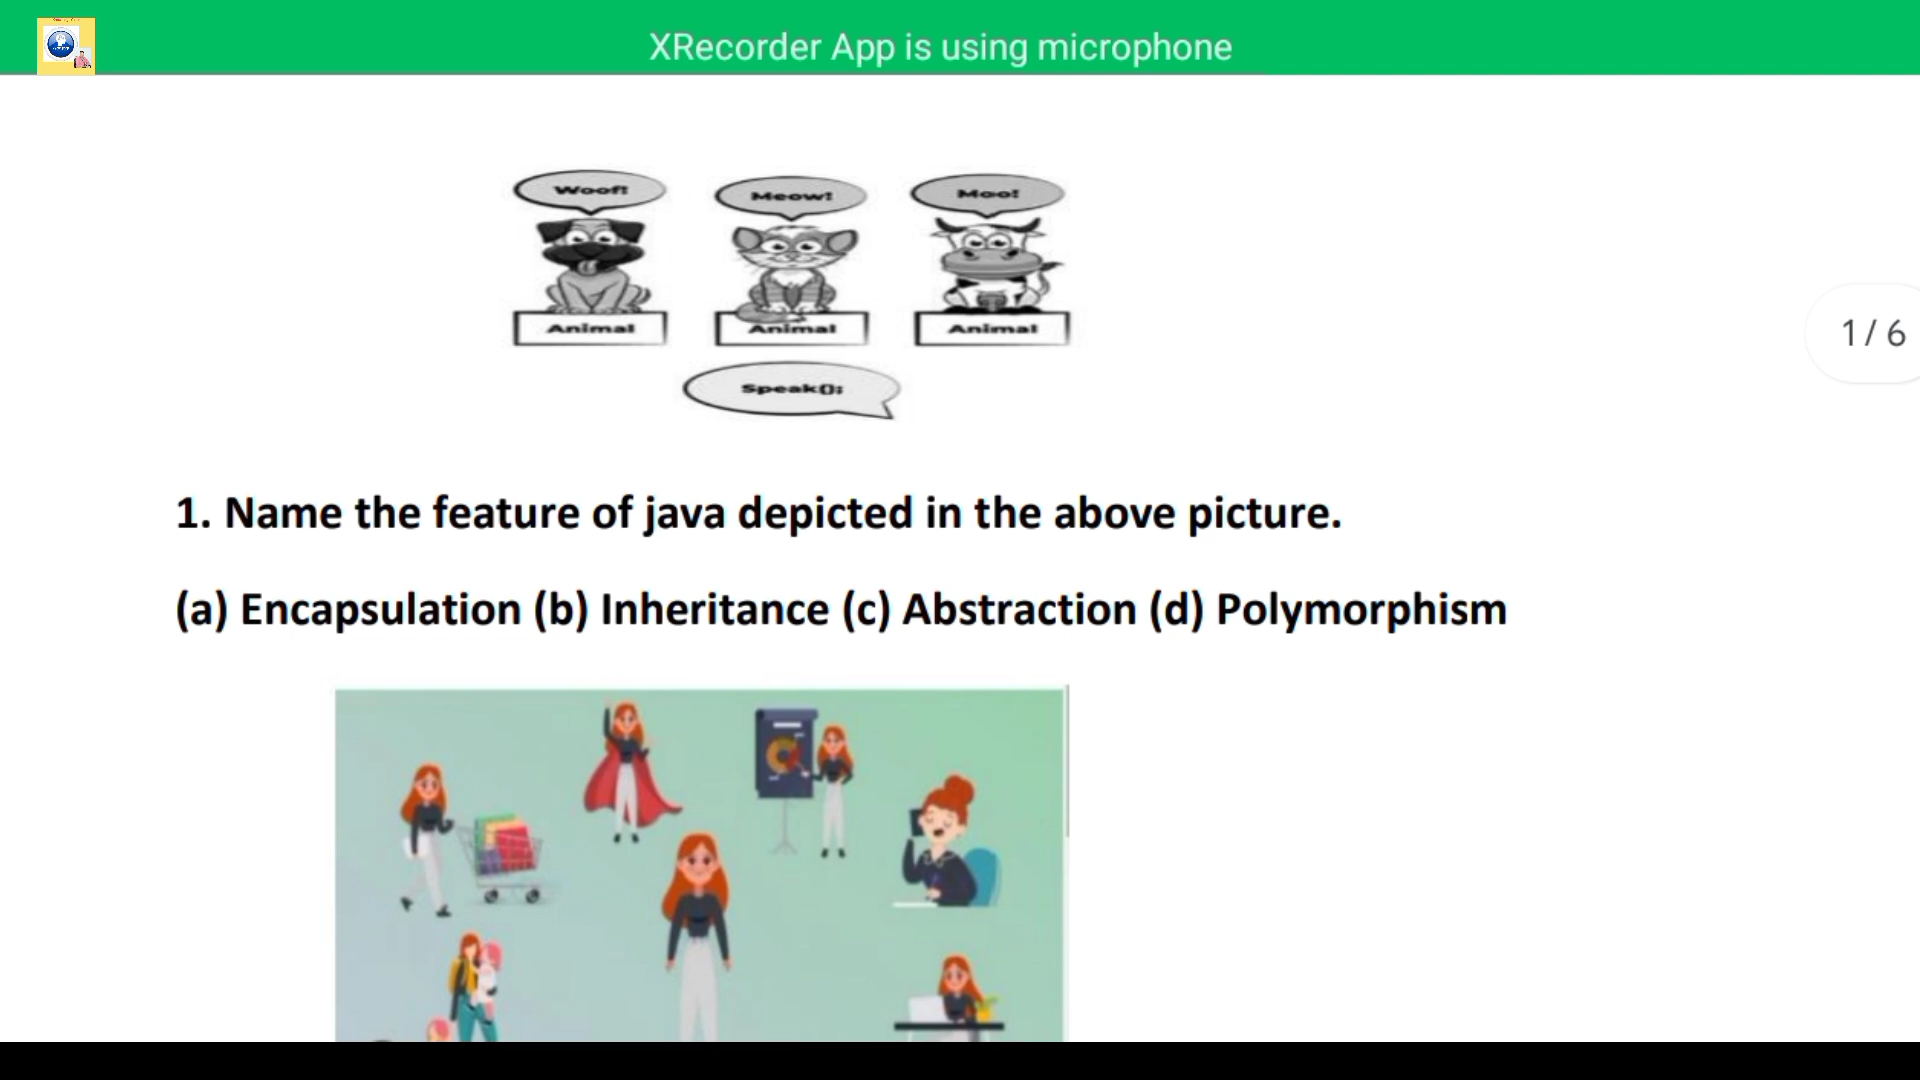 XRecorder App is using microphone
Woof!
Meow!
Moo!
Animal
Animal
Animal
Speak();
1 / 6
1. Name the feature of java depicted in the above picture.
(a) Encapsulation (b) Inheritance (c) Abstraction (d) Polymorphism